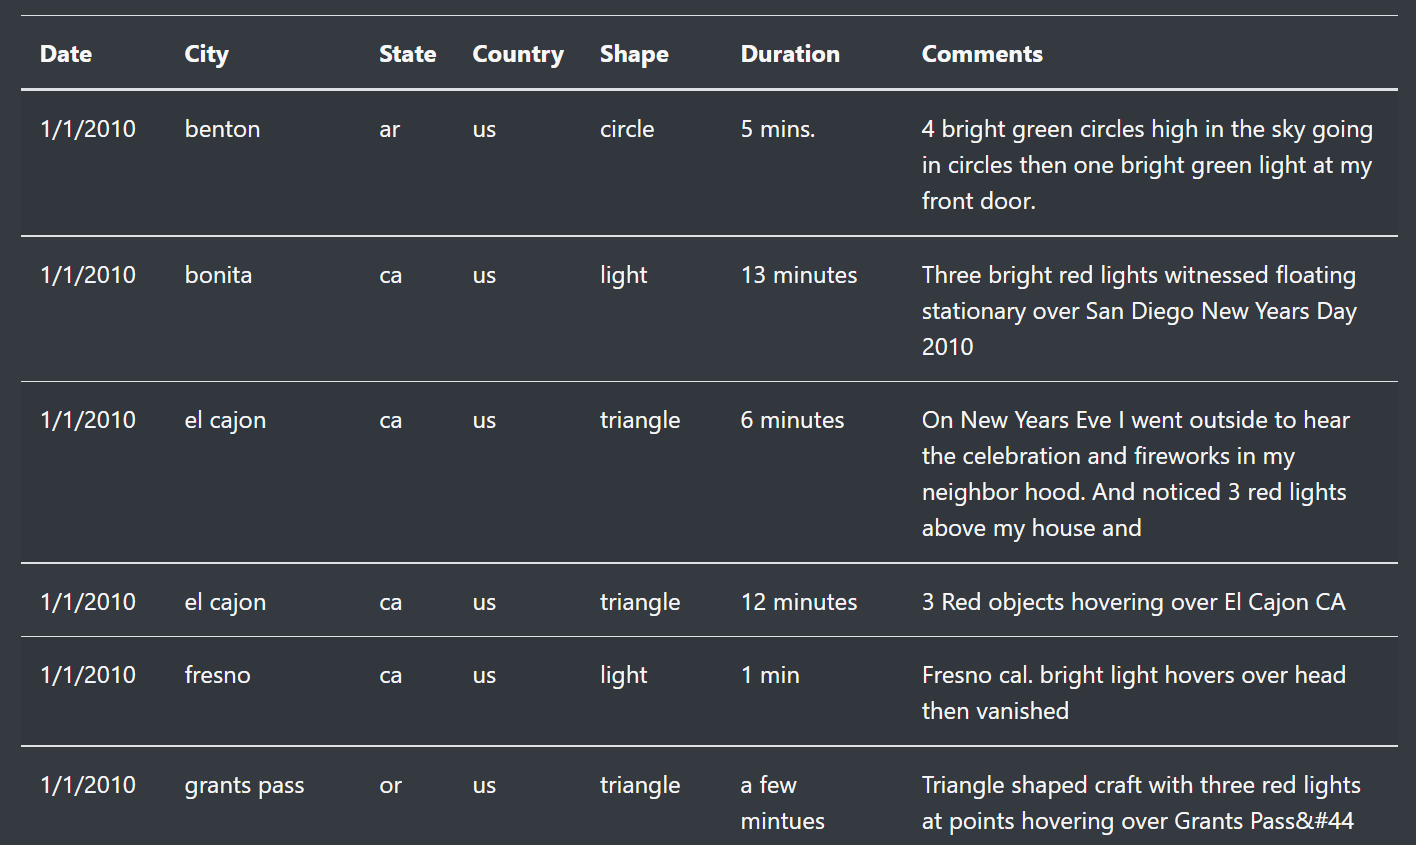 Date City State Country Shape Duration Comments
1/1/2010 benton ar us circle 5 mins. 4 bright green circles high in the sky going
in circles then one bright green light at my
front door.
1/1/2010 bonita ca us light 13 minutes Three bright red lights witnessed floating
stationary over San Diego New Years Day
2010
1/1/2010 el cajon ca us triangle 6 minutes On New Years Eve I went outside to hear
the celebration and fireworks in my
neighbor hood. And noticed 3 red lights
above my house and
1/1/2010 el cajon ca us triangle 12 minutes 3 Red objects hovering over El Cajon CA
1/1/2010 fresno ca us light 1 min Fresno cal. bright light hovers over head
then vanished
1/1/2010 grants pass or us triangle a few Triangle shaped craft with three red lights
mintues at points hovering over Grants Pass&#44